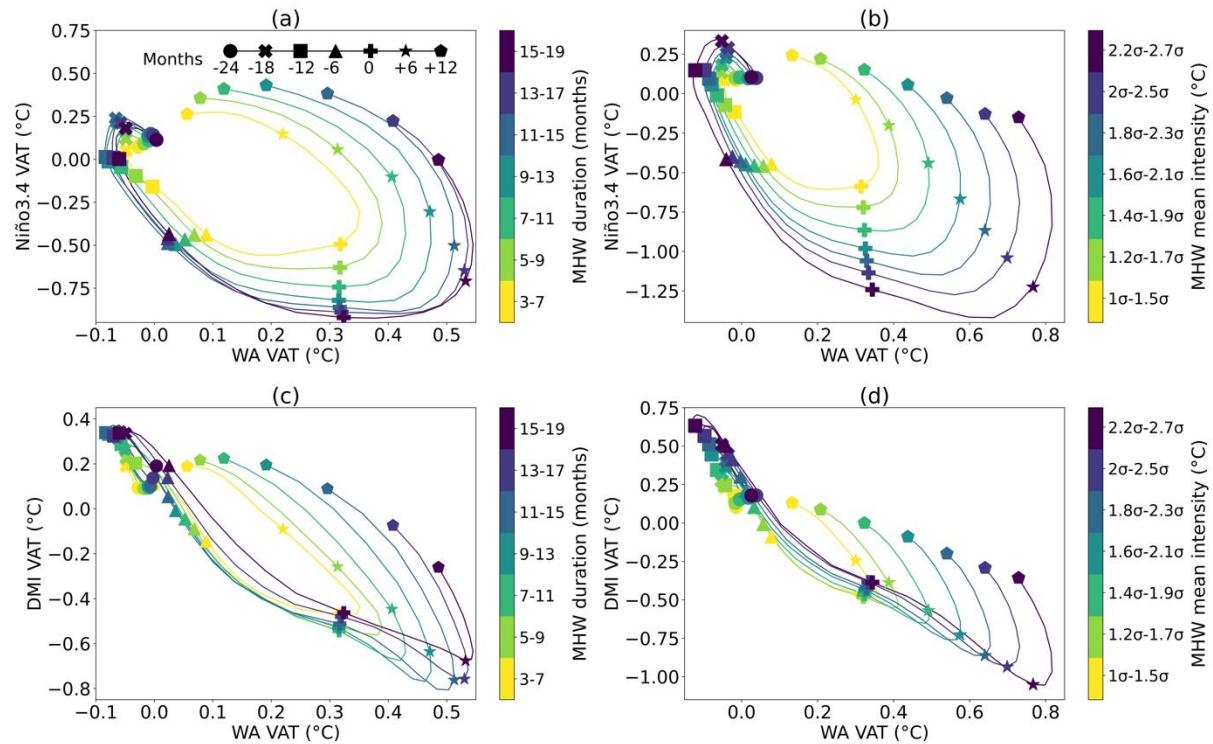 (a)
0.75
0.50
0.25
0.00
−0.25
−0.50
−0.75
Niño3.4 VAT (°C)
Months
-24 -18 -12 -6 0 +6 +12
−0.1 0.0 0.1 0.2 0.3 0.4 0.5
WA VAT (°C)
15-19
13-17
11-15
9-13
7-11
5-9
3-7
MHW duration (months)
(b)
0.25
0.00
−0.25
−0.50
−0.75
−1.00
−1.25
Niño3.4 VAT (°C)
0.0 0.2 0.4 0.6 0.8
WA VAT (°C)
2.2σ-2.7σ
2σ-2.5σ
1.8σ-2.3σ
1.6σ-2.1σ
1.4σ-1.9σ
1.2σ-1.7σ
1σ-1.5σ
MHW mean intensity (°C)
(c)
0.4
0.2
0.0
−0.2
−0.4
−0.6
−0.8
DMI VAT (°C)
−0.1 0.0 0.1 0.2 0.3 0.4 0.5
WA VAT (°C)
15-19
13-17
11-15
9-13
7-11
5-9
3-7
MHW duration (months)
(d)
0.75
0.50
0.25
0.00
−0.25
−0.50
−0.75
−1.00
DMI VAT (°C)
0.0 0.2 0.4 0.6 0.8
WA VAT (°C)
2.2σ-2.7σ
2σ-2.5σ
1.8σ-2.3σ
1.6σ-2.1σ
1.4σ-1.9σ
1.2σ-1.7σ
1σ-1.5σ
MHW mean intensity (°C)